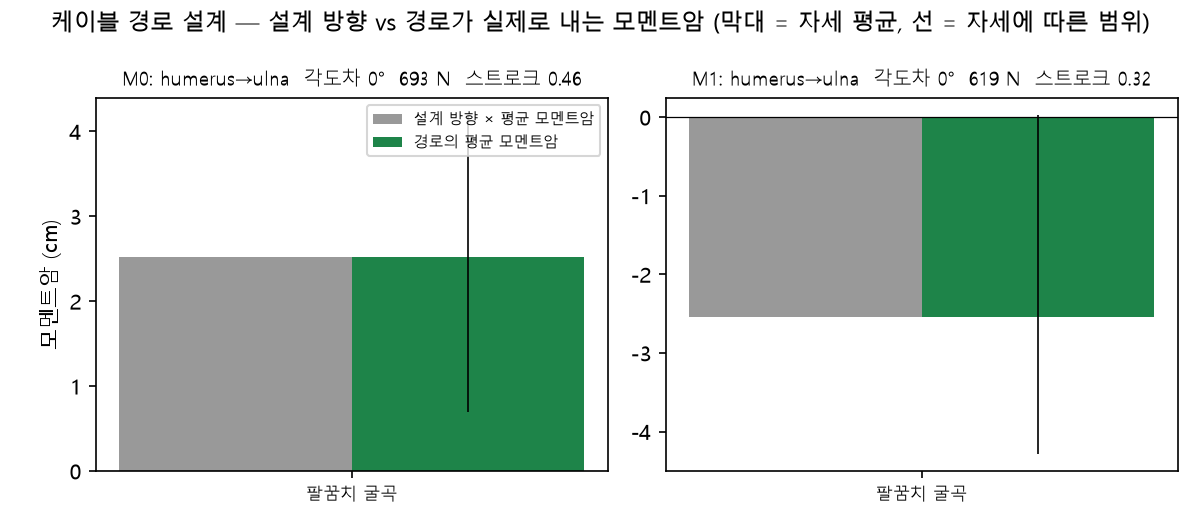 케이블 경로 설계 — 설계 방향 vs 경로가 실제로 내는 모멘트암 (막대 = 자세 평균, 선 = 자세에 따른 범위)
M0: humerus→ulna 각도차 0° 693 N 스트로크 0.46
설계 방향 × 평균 모멘트암
경로의 평균 모멘트암
모멘트암 (cm)
4
3
2
1
0
팔꿈치 굴곡
M1: humerus→ulna 각도차 0° 619 N 스트로크 0.32
0
-1
-2
-3
-4
팔꿈치 굴곡